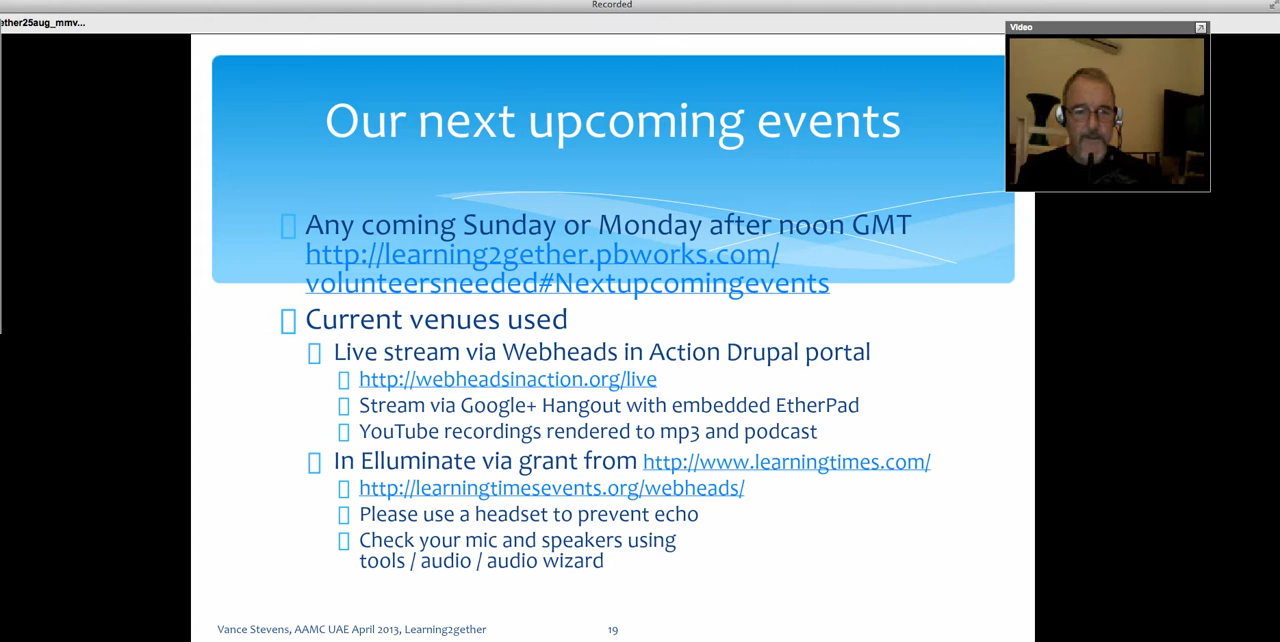 Recorded
ether25aug_mmv...
Video
Our next upcoming events
Any coming Sunday or Monday after noon GMT
http://learning2gether.pbworks.com/
volunteersneeded#Nextupcomingevents
Current venues used
Live stream via Webheads in Action Drupal portal
http://webheadsinaction.org/live
Stream via Google+ Hangout with embedded EtherPad
YouTube recordings rendered to mp3 and podcast
In Elluminate via grant from http://www.learningtimes.com/
http://learningtimesevents.org/webheads/
Please use a headset to prevent echo
Check your mic and speakers using
tools / audio / audio wizard
Vance Stevens, AAMC UAE April 2013, Learning2gether
19